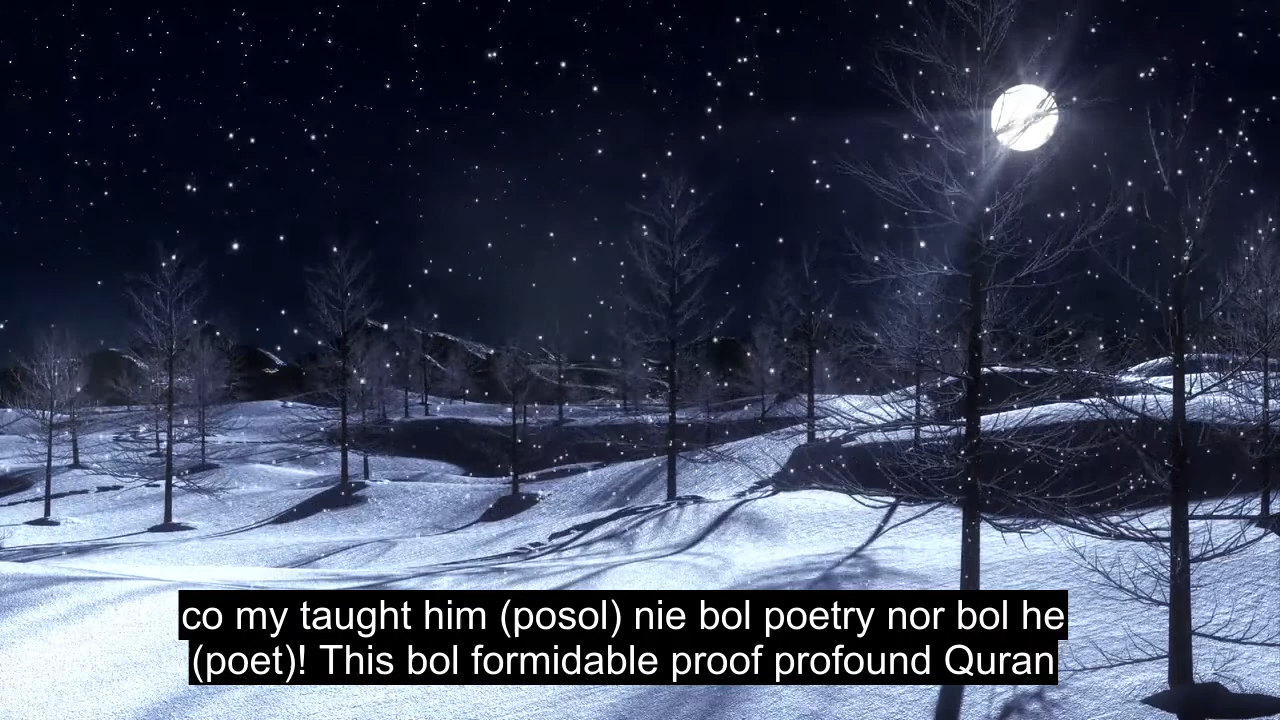 co my taught him (posol) nie bol poetry nor bol he
(poet)! This bol formidable proof profound Quran